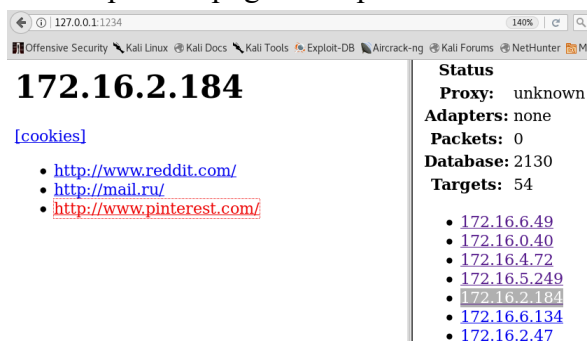 127.0.0.1:1234 140%
Offensive Security Kali Linux Kali Docs Kali Tools Exploit-DB Aircrack-ng Kali Forums NetHunter
172.16.2.184
[cookies]
• http://www.reddit.com/
• http://mail.ru/
• http://www.pinterest.com/
Status
Proxy: unknown
Adapters: none
Packets: 0
Database: 2130
Targets: 54
• 172.16.6.49
• 172.16.0.40
• 172.16.4.72
• 172.16.5.249
• 172.16.2.184
• 172.16.6.134
• 172.16.2.47